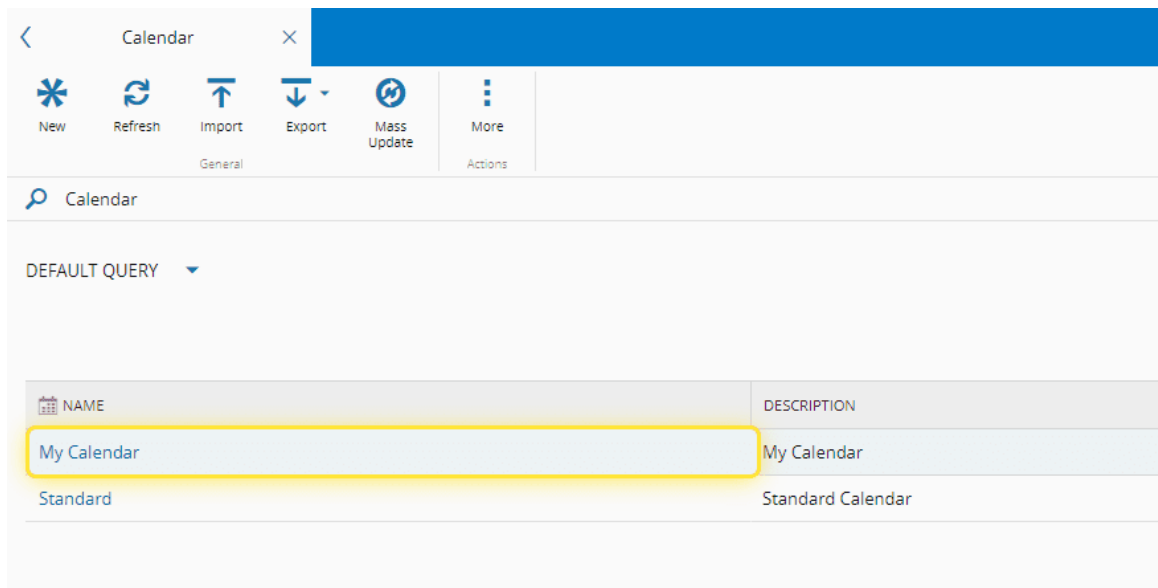 Calendar
New Refresh Import Export Mass Update More
General Actions
Calendar
DEFAULT QUERY
NAME DESCRIPTION
My Calendar My Calendar
Standard Standard Calendar